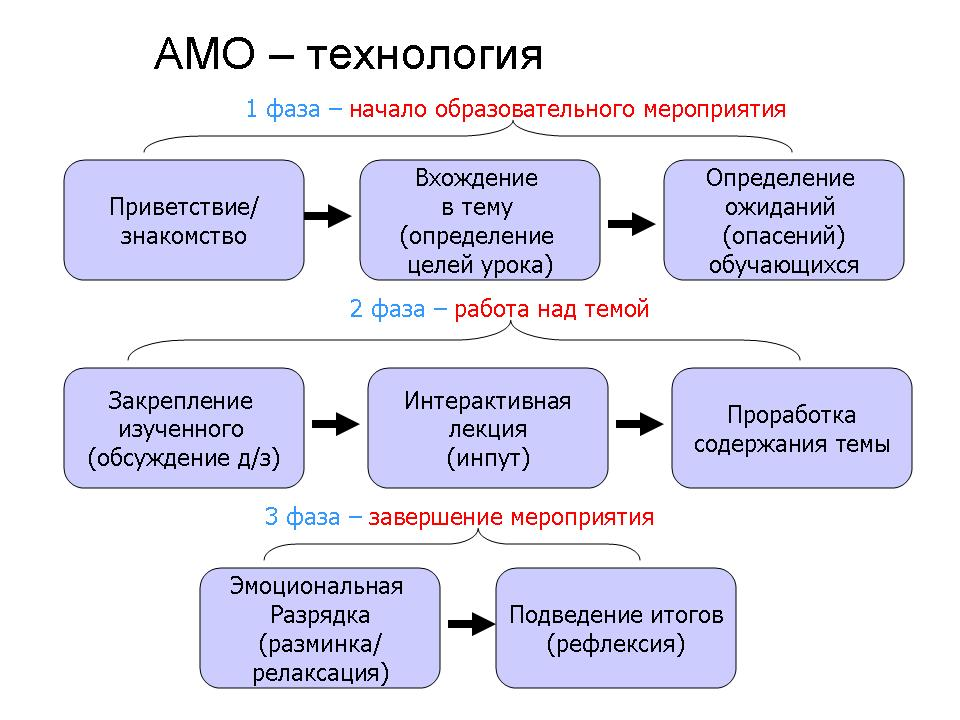 АМО – технология
1 фаза – начало образовательного мероприятия
Приветствие/
знакомство
Вхождение
в тему
(определение
целей урока)
Определение
ожиданий
(опасений)
обучающихся
2 фаза – работа над темой
Закрепление
изученного
(обсуждение д/з)
Интерактивная
лекция
(инпут)
Проработка
содержания темы
3 фаза – завершение мероприятия
Эмоциональная
Разрядка
(разминка/
релаксация)
Подведение итогов
(рефлексия)